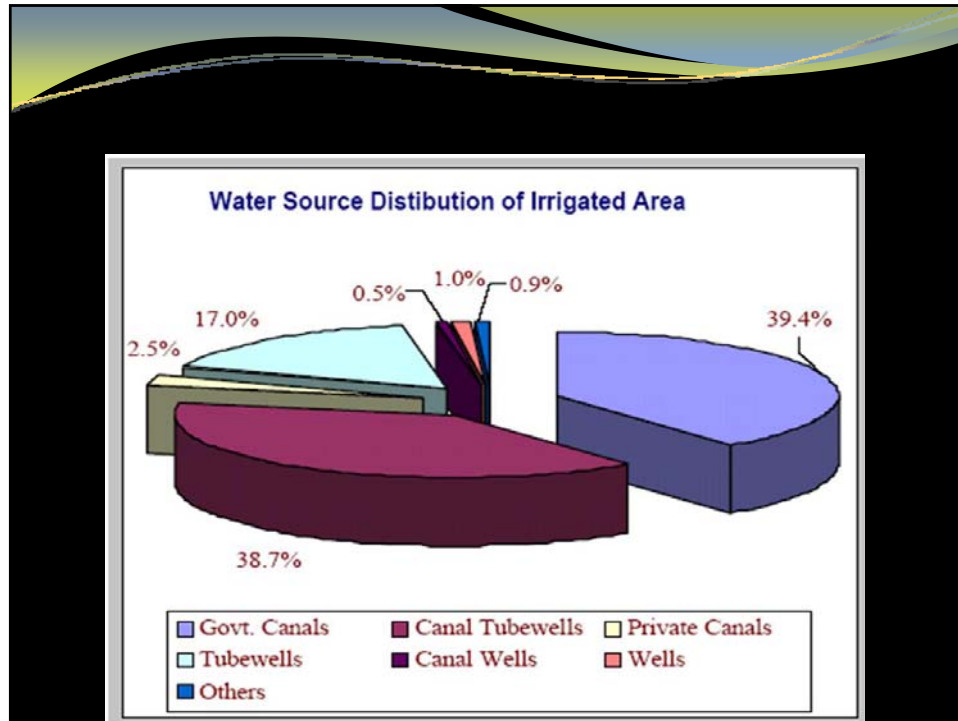 Water Source Distibution of Irrigated Area
1.0%
0.5%
0.9%
17.0%
39.4%
2.5%
38.7%
Govt. Canals
Canal Tubewells
Private Canals
Tubewells
Canal Wells
Wells
Others